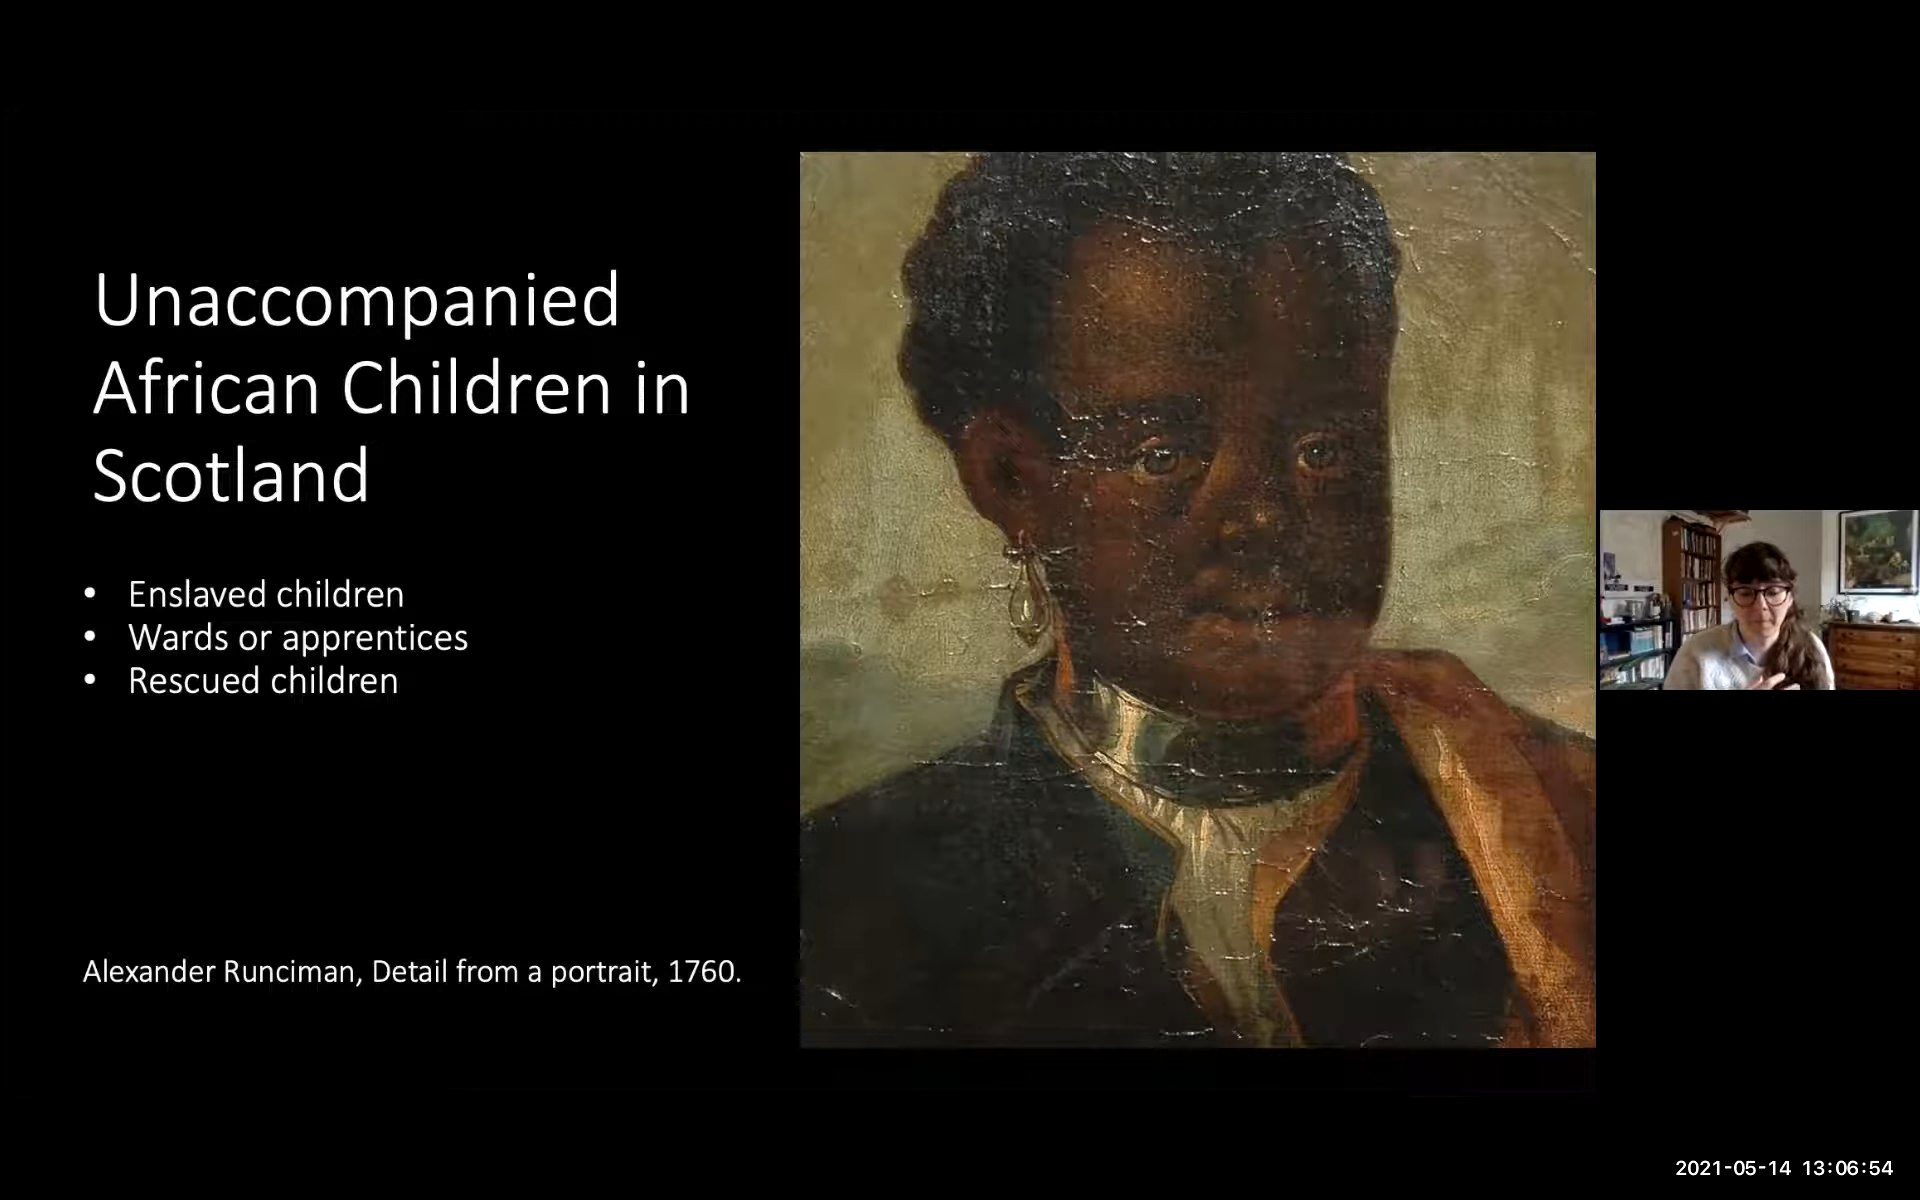 Unaccompanied
African Children in
Scotland
• Enslaved children
• Wards or apprentices
• Rescued children
Alexander Runciman, Detail from a portrait, 1760.
2021-05-14 13:06:54